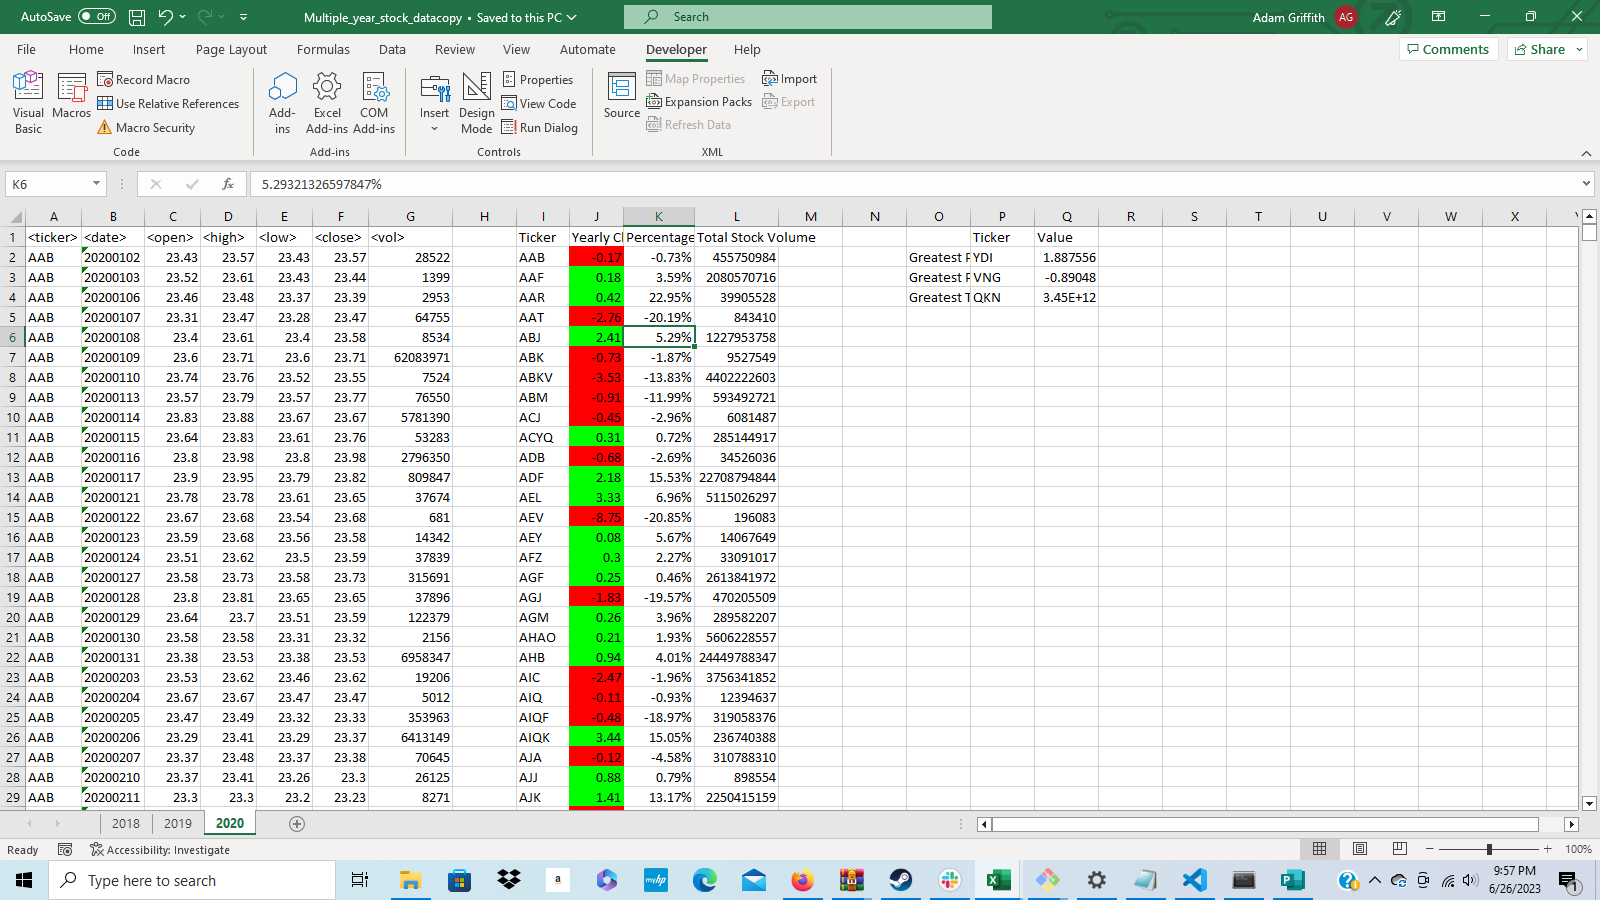 AutoSave Off Multiple_year_stock_datacopy • Saved to this PC Search Adam Griffith AG
File Home Insert Page Layout Formulas Data Review View Automate Developer Help Comments Share
Visual Basic Macros Record Macro Use Relative References Macro Security Code
Add-ins Excel Add-ins COM Add-ins Add-ins
Insert Design Mode Properties View Code Run Dialog Controls
Source Map Properties Expansion Packs Refresh Data Import Export XML
K6 fx 5.29321326597847%
A B C D E F G H I J K L M N O P Q R S T U V W X
1 <ticker> <date> <open> <high> <low> <close> <vol> Ticker Yearly Cl Percentage Total Stock Volume Ticker Value
2 AAB 20200102 23.43 23.57 23.43 23.57 28522 AAB -0.17 -0.73% 455750984 Greatest P YDI 1.887556
3 AAB 20200103 23.52 23.61 23.43 23.44 1399 AAF 0.18 3.59% 2080570716 Greatest P VNG -0.89048
4 AAB 20200106 23.46 23.48 23.37 23.39 2953 AAR 0.42 22.95% 39905528 Greatest T QKN 3.45E+12
5 AAB 20200107 23.31 23.47 23.28 23.47 64755 AAT -2.76 -20.19% 843410
6 AAB 20200108 23.4 23.61 23.4 23.58 8534 ABJ 2.41 5.29% 1227953758
7 AAB 20200109 23.6 23.71 23.6 23.71 62083971 ABK -0.73 -1.87% 9527549
8 AAB 20200110 23.74 23.76 23.52 23.55 7524 ABKV -3.53 -13.83% 4402222603
9 AAB 20200113 23.57 23.79 23.57 23.77 76550 ABM -0.91 -11.99% 593492721
10 AAB 20200114 23.83 23.88 23.67 23.67 5781390 ACJ -0.45 -2.96% 6081487
11 AAB 20200115 23.64 23.83 23.61 23.76 53283 ACYQ 0.31 0.72% 285144917
12 AAB 20200116 23.8 23.98 23.8 23.98 2796350 ADB -0.68 -2.69% 34526036
13 AAB 20200117 23.9 23.95 23.79 23.82 809847 ADF 2.18 15.53% 22708794844
14 AAB 20200121 23.78 23.78 23.61 23.65 37674 AEL 3.33 6.96% 5115026297
15 AAB 20200122 23.67 23.68 23.54 23.68 681 AEV -8.75 -20.85% 196083
16 AAB 20200123 23.59 23.68 23.56 23.58 14342 AEY 0.08 5.67% 14067649
17 AAB 20200124 23.51 23.62 23.5 23.59 37839 AFZ 0.3 2.27% 33091017
18 AAB 20200127 23.58 23.73 23.58 23.73 315691 AGF 0.25 0.46% 2613841972
19 AAB 20200128 23.8 23.81 23.65 23.65 37896 AGJ -1.83 -19.57% 470205509
20 AAB 20200129 23.64 23.7 23.51 23.59 122379 AGM 0.26 3.96% 289582207
21 AAB 20200130 23.58 23.58 23.31 23.32 2156 AHAO 0.21 1.93% 5606228557
22 AAB 20200131 23.38 23.53 23.38 23.53 6958347 AHB 0.94 4.01% 24449788347
23 AAB 20200203 23.53 23.62 23.46 23.62 19206 AIC -2.47 -1.96% 3756341852
24 AAB 20200204 23.67 23.67 23.47 23.47 5012 AIQ -0.11 -0.93% 12394637
25 AAB 20200205 23.47 23.49 23.32 23.33 353963 AIQF -0.48 -18.97% 319058376
26 AAB 20200206 23.29 23.41 23.29 23.37 6413149 AIQK 3.44 15.05% 236740388
27 AAB 20200207 23.37 23.48 23.37 23.38 70645 AJA -0.12 -4.58% 310788310
28 AAB 20200210 23.37 23.41 23.26 23.3 26125 AJJ 0.88 0.79% 898554
29 AAB 20200211 23.3 23.3 23.2 23.23 8271 AJK 1.41 13.17% 2250415159
2018 2019 2020
Ready Accessibility: Investigate 100%
Type here to search a myhp 9:57 PM
6/26/2023 1